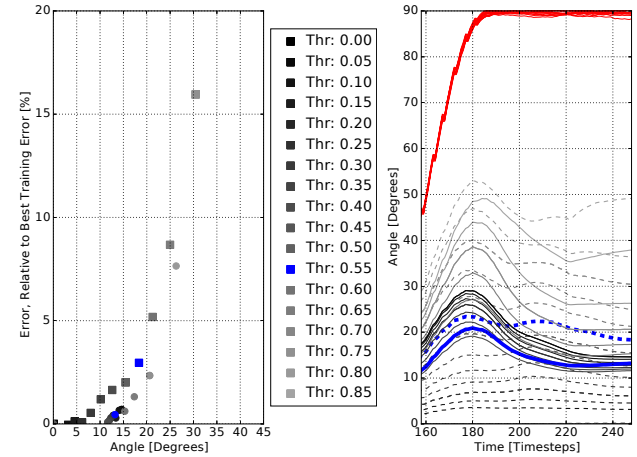 20
15
10
5
0
0 5 10 15 20 25 30 35 40 45
Error, Relative to Best Training Error [%]
Angle [Degrees]
Thr: 0.00
Thr: 0.05
Thr: 0.10
Thr: 0.15
Thr: 0.20
Thr: 0.25
Thr: 0.30
Thr: 0.35
Thr: 0.40
Thr: 0.45
Thr: 0.50
Thr: 0.55
Thr: 0.60
Thr: 0.65
Thr: 0.70
Thr: 0.75
Thr: 0.80
Thr: 0.85
90
80
70
60
50
40
30
20
10
0
160 180 200 220 240
Angle [Degrees]
Time [Timesteps]